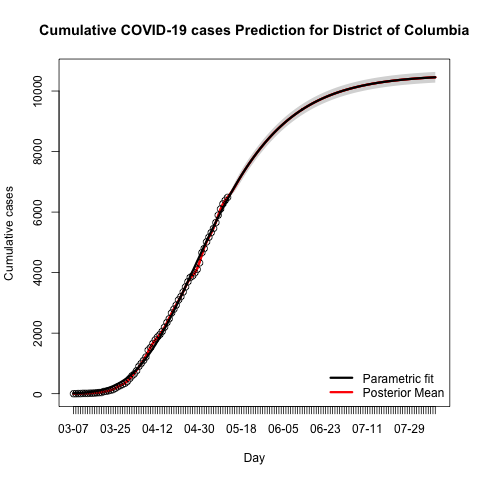 Cumulative COVID-19 cases Prediction for District of Columbia
Cumulative cases
10000
8000
6000
4000
2000
0
Parametric fit
Posterior Mean
03-07 03-25 04-12 04-30 05-18 06-05 06-23 07-11 07-29
Day